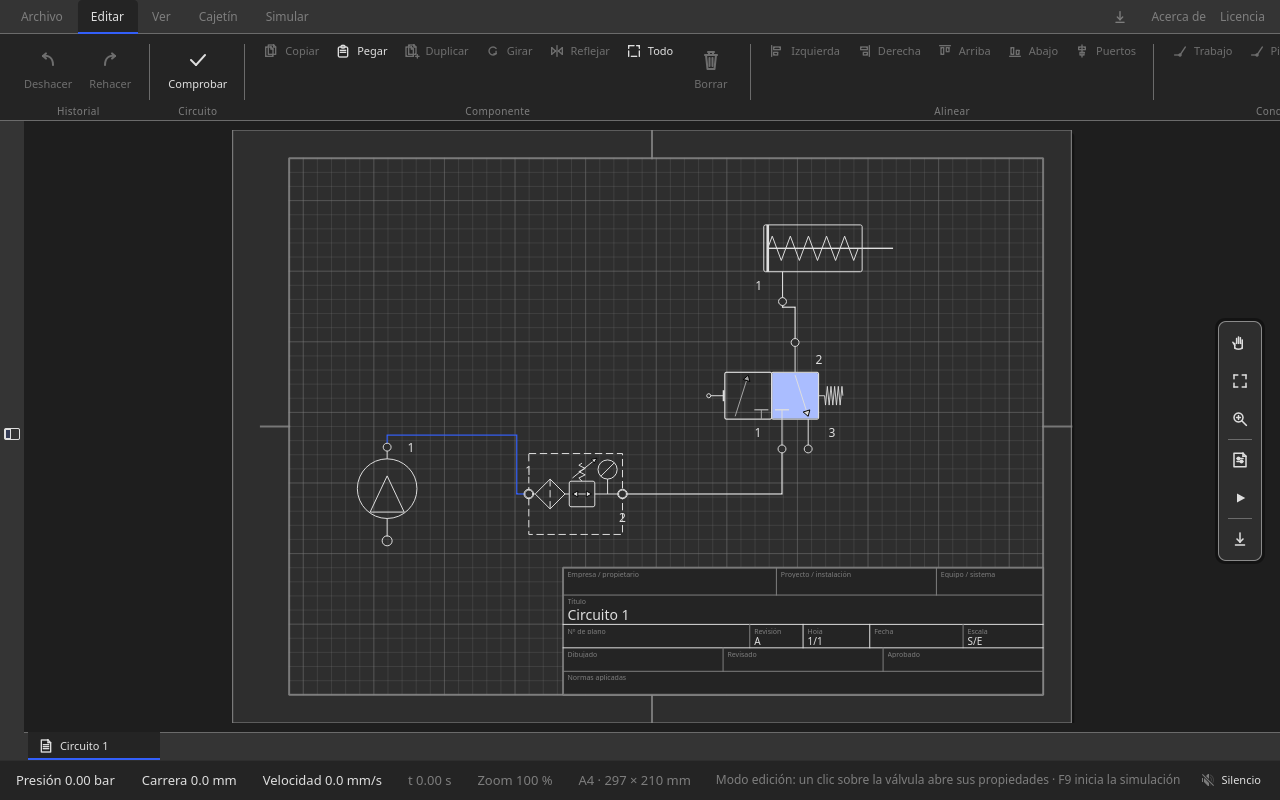 Archivo Editar Ver Cajetín Simular Acerca de Licencia
Copiar Pegar Duplicar Girar Reflejar Todo Izquierda Derecha Arriba Abajo Puertos Trabajo
Deshacer Rehacer Comprobar Borrar
Historial Circuito Componente Alinear
1
2
1 3
1
1
2
Empresa / propietario Proyecto / instalación Equipo / sistema
Título
Circuito 1
Nº de plano Revisión Hoja Fecha Escala
A 1/1 S/E
Dibujado Revisado Aprobado
Normas aplicadas
Circuito 1
Presión 0.00 bar Carrera 0.0 mm Velocidad 0.0 mm/s t 0.00 s Zoom 100 % A4 · 297 × 210 mm Modo edición: un clic sobre la válvula abre sus propiedades · F9 inicia la simulación Silencio